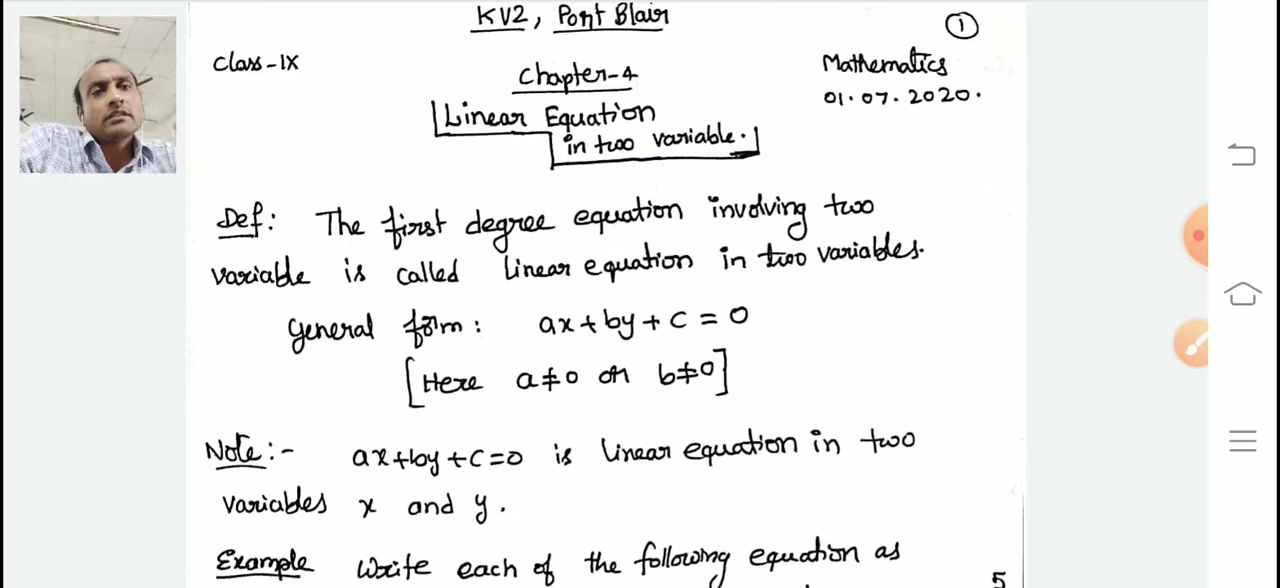 KV2, Port Blair
①
Class-IX
Mathematics
Chapter-4
01.07.2020.
Linear Equation
in two variable.
Def: The first degree equation involving two
variable is called linear equation in two variables.
General form: ax+by+c=0
[Here a≠0 or b≠0]
Note:- ax+by+c=0 is linear equation in two
variables x and y.
Example Write each of the following equation as
5